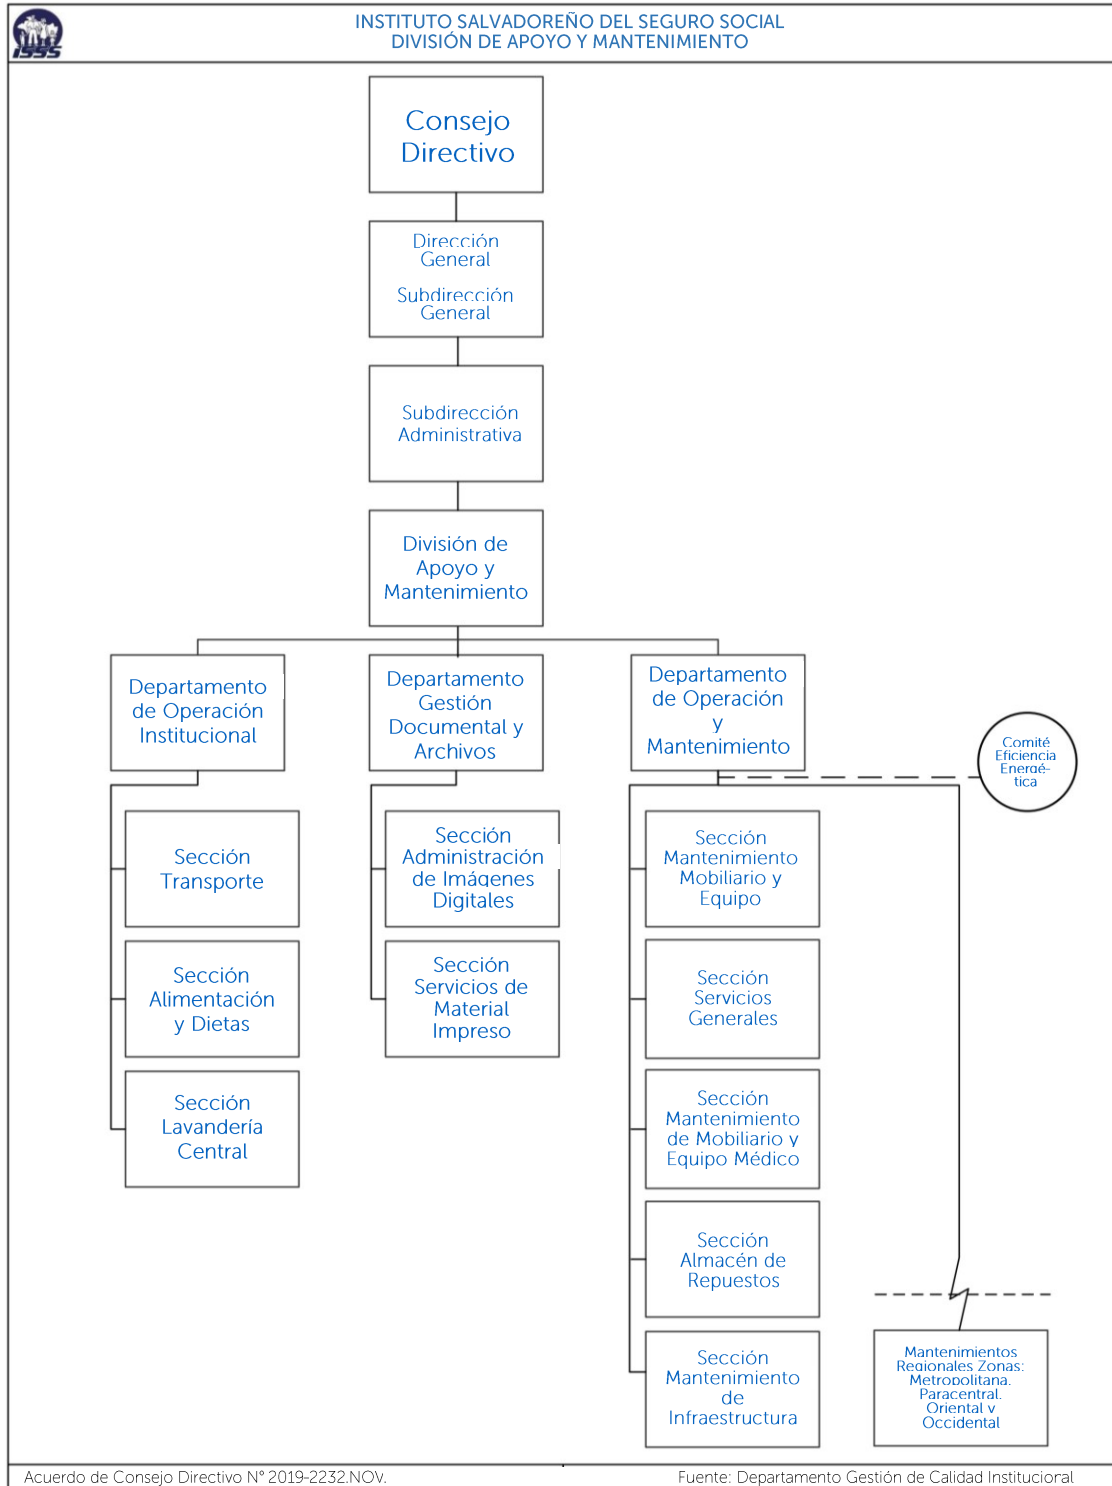 ISSS
INSTITUTO SALVADOREÑO DEL SEGURO SOCIAL
DIVISIÓN DE APOYO Y MANTENIMIENTO
Consejo
Directivo
Dirección
General
Subdirección
General
Subdirección
Administrativa
División de
Apoyo y
Mantenimiento
Departamento
de Operación
Institucional
Departamento
Gestión
Documental y
Archivos
Departamento
de Operación
y
Mantenimiento
Comité
Eficiencia
Energé-
tica
Sección
Transporte
Sección
Alimentación
y Dietas
Sección
Lavandería
Central
Sección
Administración
de Imágenes
Digitales
Sección
Servicios de
Material
Impreso
Sección
Mantenimiento
Mobiliario y
Equipo
Sección
Servicios
Generales
Sección
Mantenimiento
de Mobiliario y
Equipo Médico
Sección
Almacén de
Repuestos
Sección
Mantenimiento
de
Infraestructura
Mantenimientos
Regionales Zonas:
Metropolitana.
Paracentral.
Oriental y
Occidental
Acuerdo de Consejo Directivo N° 2019-2232.NOV.
Fuente: Departamento Gestión de Calidad Institucioral